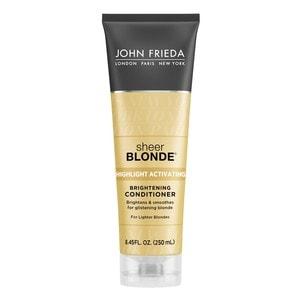 JOHN FRIEDA
LONDON PARIS NEW YORK
sheer
BLONDE®
HIGHLIGHT ACTIVATING
BRIGHTENING
CONDITIONER
Brightens & smoothes
for glistening blonde
For Lighter Blondes
8.45FL. OZ. (250 mL)